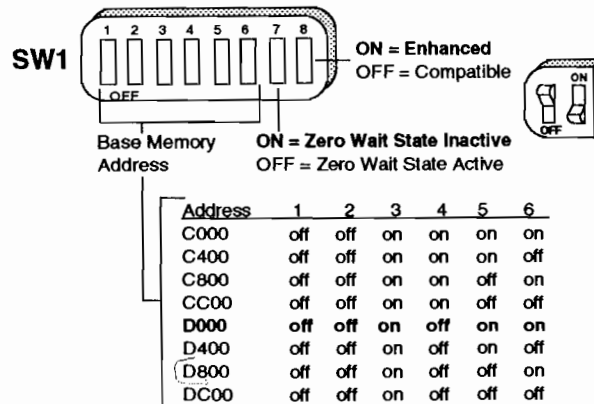 1 2 3 4 5 6 7 8
SW1
OFF
ON = Enhanced
OFF = Compatible
ON
OFF
Base Memory
Address
ON = Zero Wait State Inactive
OFF = Zero Wait State Active
Address 1 2 3 4 5 6
C000 off off on on on on
C400 off off on on on off
C800 off off on on off on
CC00 off off on on off off
D000 off off on off on on
D400 off off on off on off
D800 off off on off off on
DC00 off off on off off off